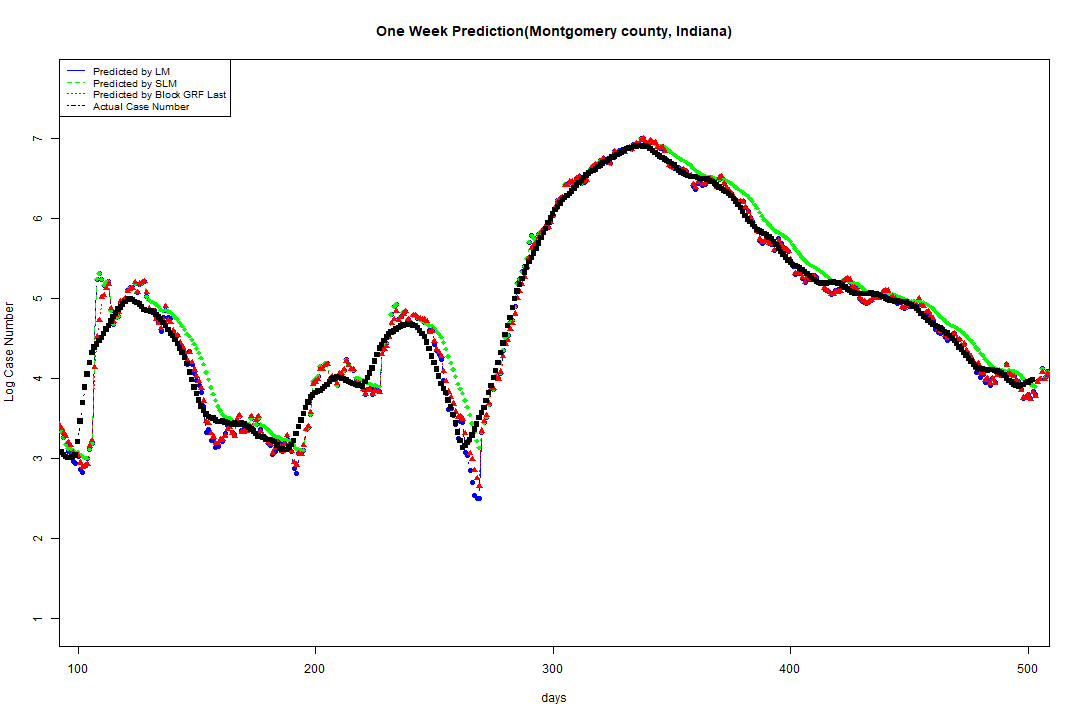 One Week Prediction(Montgomery county, Indiana)
Predicted by LM
Predicted by SLM
Predicted by Block GRF Last
Actual Case Number
7
6
5
4
3
2
1
Log Case Number
100 200 300 400 500
days